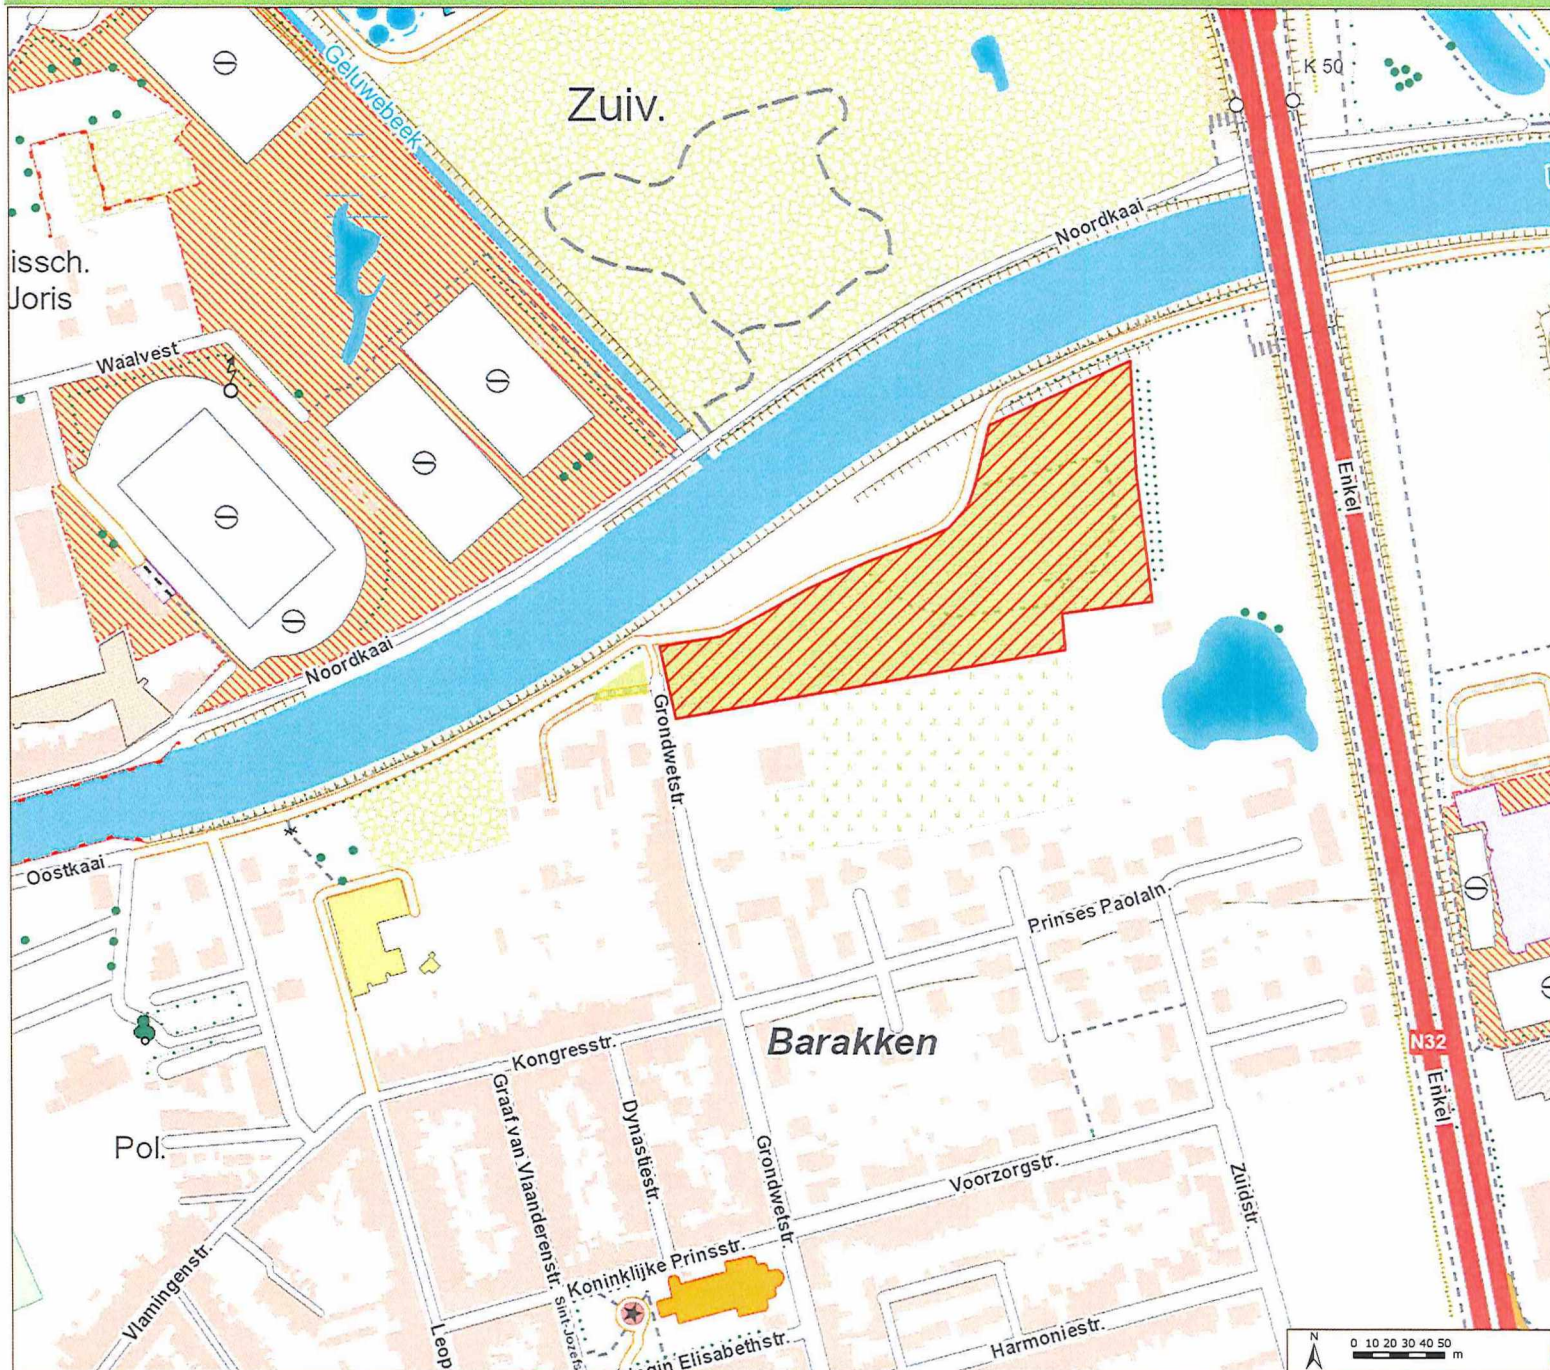 Geluwebeek
Zuiv.
K 50
Noordkaai
issch.
Joris
Waalvest
Enkel
Noordkaai
Grondwetstr.
Oostkaai
Prinses Paolaln.
Barakken
N32
Enkel
Kongresstr.
Graaf van Vlaanderenstr.
Dynastiestr.
Grondwetstr.
Pol.
Voorzorgstr.
Zuidstr.
Koninklijke Prinsstr.
Vlamingenstr.
Leop
Sint-Jozefs
gin Elisabethstr.
Harmoniestr.
N
0 10 20 30 40 50
m